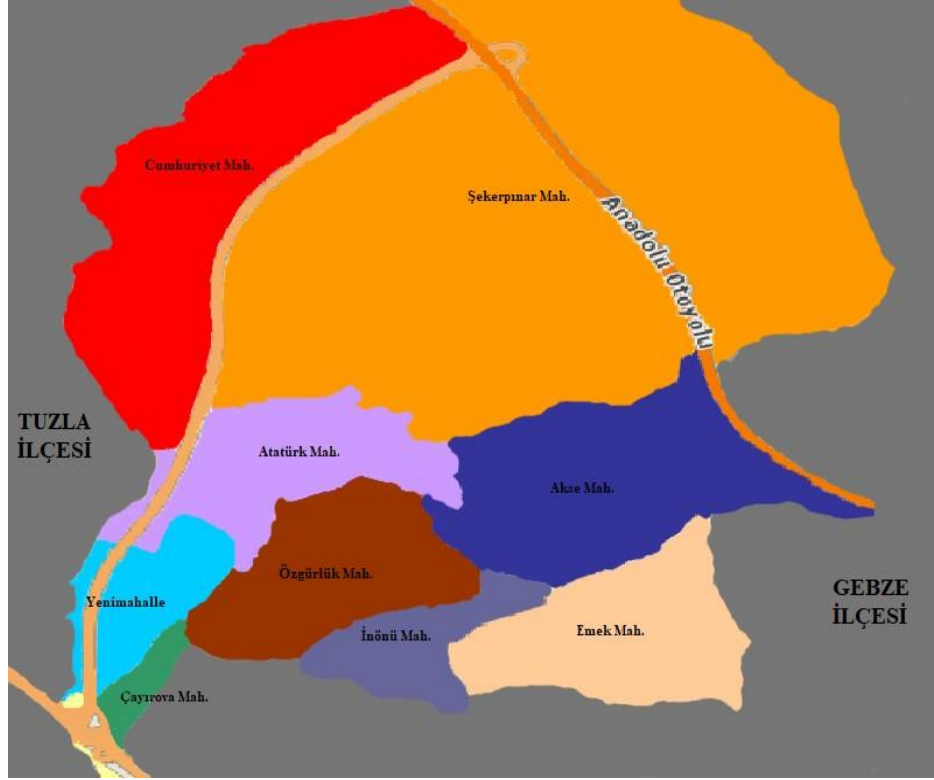 Cumhuriyet Mah.
Şekerpınar Mah.
Anadolu Otoyolu
TUZLA
İLÇESİ
Atatürk Mah.
Akse Mah.
Özgürlük Mah.
GEBZE
İLÇESİ
Yenimahalle
İnönü Mah.
Emek Mah.
Çayırova Mah.